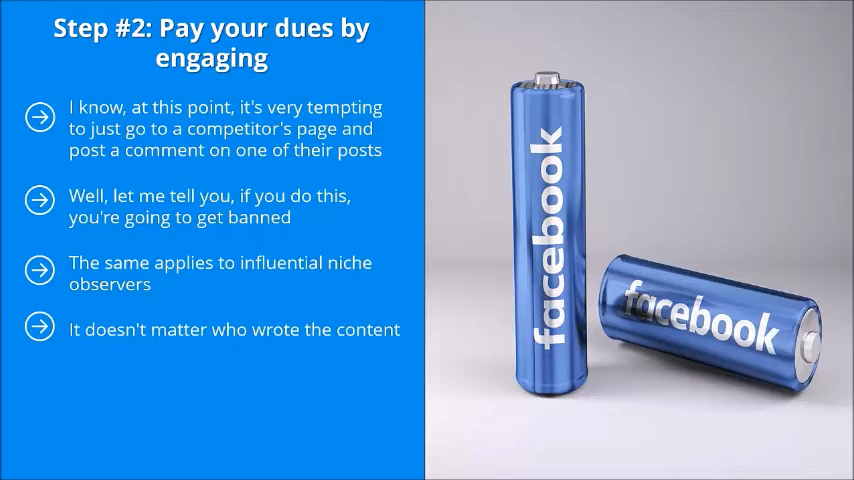 Step #2: Pay your dues by
engaging
I know, at this point, it's very tempting
to just go to a competitor's page and
post a comment on one of their posts
Well, let me tell you, if you do this,
you're going to get banned
The same applies to influential niche
observers
It doesn't matter who wrote the content
facebook
facebook